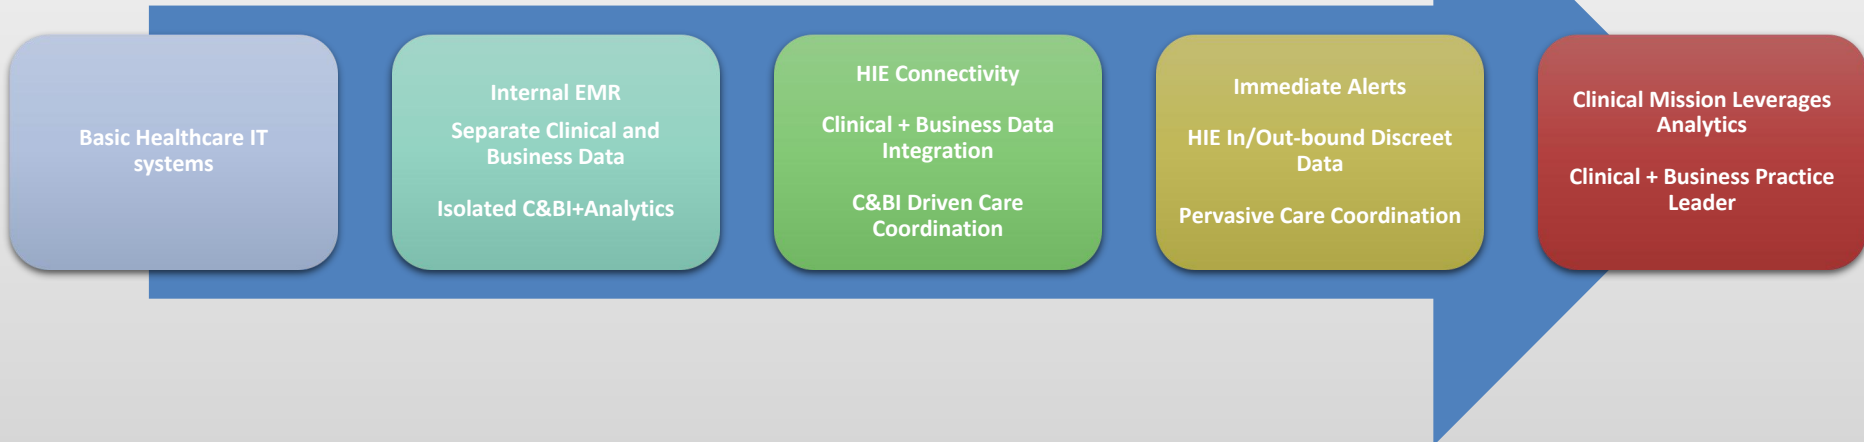 Basic Healthcare IT
systems
Internal EMR
Separate Clinical and
Business Data
Isolated C&BI+Analytics
HIE Connectivity
Clinical + Business Data
Integration
C&BI Driven Care
Coordination
Immediate Alerts
HIE In/Out-bound Discreet
Data
Pervasive Care Coordination
Clinical Mission Leverages
Analytics
Clinical + Business Practice
Leader